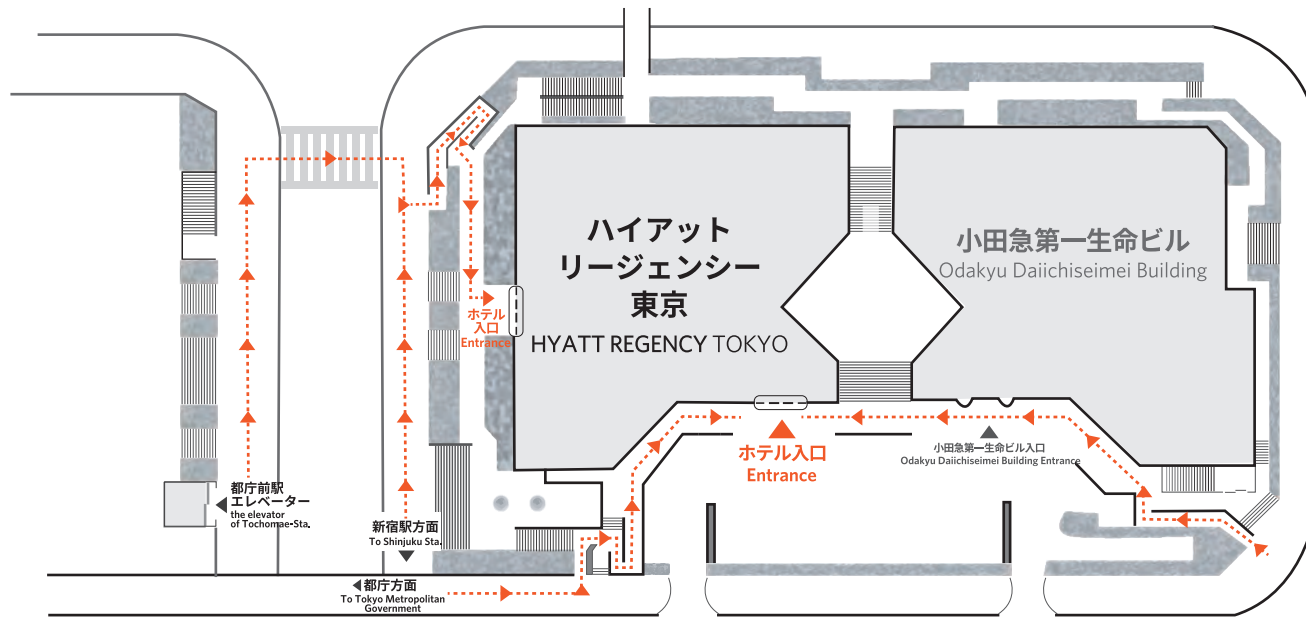 ハイアット
リージェンシー
東京
HYATT REGENCY TOKYO
小田急第一生命ビル
Odakyu Daiichiseimei Building
ホテル
入口
Entrance
ホテル入口
Entrance
小田急第一生命ビル入口
Odakyu Daiichiseimei Building Entrance
都庁前駅
エレベーター
the elevator
of Tochomae-Sta.
新宿駅方面
To Shinjuku Sta.
都庁方面
To Tokyo Metropolitan
Government